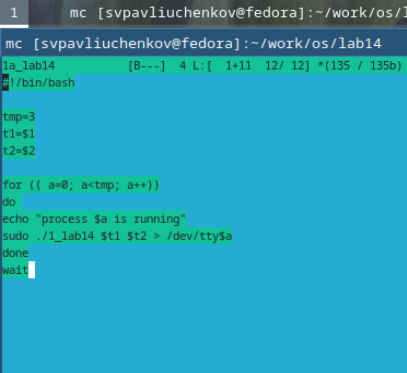 1 mc [svpavliuchenkov@fedora]:~/work/os/l
mc [svpavliuchenkov@fedora]:~/work/os/lab14
1a_lab14 [B---] 4 L:[ 1+11 12/ 12] *(135 / 135b)
#!/bin/bash
tmp=3
t1=$1
t2=$2
for (( a=0; a<tmp; a++))
do
echo "process $a is running"
sudo ./1_lab14 $t1 $t2 > /dev/tty$a
done
wait